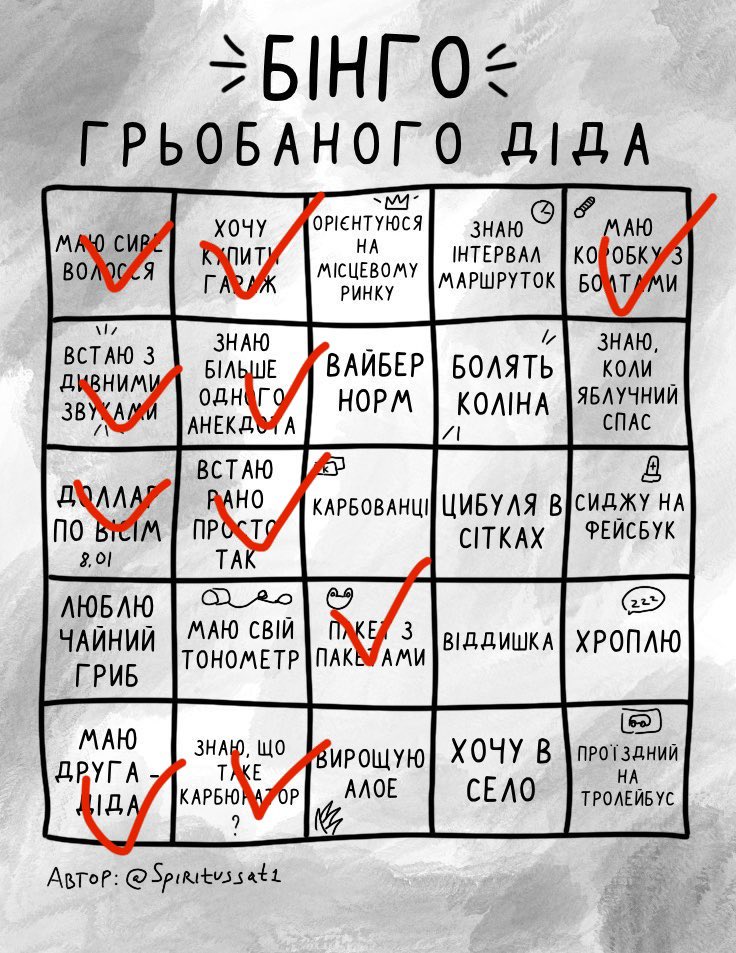 БІНГО
ГРЬОБАНОГО ДІДА
МАЮ СИВЕ
ВОЛОССЯ
ХОЧУ
КУПИТИ
ГАРАЖ
ОРІЄНТУЮСЯ
НА
МІСЦЕВОМУ
РИНКУ
ЗНАЮ
ІНТЕРВАЛ
МАРШРУТОК
МАЮ
КОРОБКУ З
БОЛТАМИ
ВСТАЮ З
ДИВНИМИ
ЗВУКАМИ
ЗНАЮ
БІЛЬШЕ
ОДНОГО
АНЕКДОТА
ВАЙБЕР
НОРМ
БОЛЯТЬ
КОЛІНА
ЗНАЮ,
КОЛИ
ЯБЛУЧНИЙ
СПАС
ДОЛЛАР
ПО ВІСІМ
8,01
ВСТАЮ
РАНО
ПРОСТО
ТАК
КАРБОВАНЦІ
ЦИБУЛЯ В
СІТКАХ
СИДЖУ НА
ФЕЙСБУК
ЛЮБЛЮ
ЧАЙНИЙ
ГРИБ
МАЮ СВІЙ
ТОНОМЕТР
ПАКЕТ З
ПАКЕТАМИ
ВІДДИШКА
zzz
ХРОПЛЮ
МАЮ
ДРУГА –
ДІДА
ЗНАЮ, ЩО
ТАКЕ
КАРБЮРАТОР
?
ВИРОЩУЮ
АЛОЕ
ХОЧУ В
СЕЛО
ПРОЇЗДНИЙ
НА
ТРОЛЕЙБУС
АВТОР: @Spiritussat1